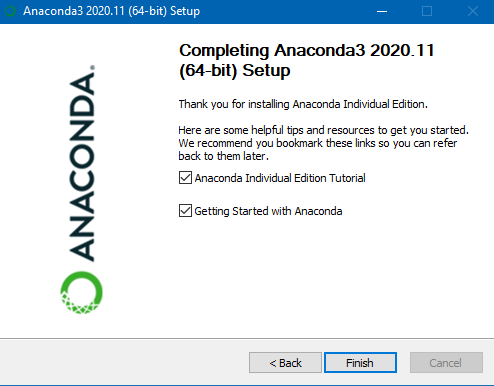 Anaconda3 2020.11 (64-bit) Setup
Completing Anaconda3 2020.11
(64-bit) Setup
Thank you for installing Anaconda Individual Edition.
Here are some helpful tips and resources to get you started.
We recommend you bookmark these links so you can refer
back to them later.
Anaconda Individual Edition Tutorial
Getting Started with Anaconda
ANACONDA.
< Back
Finish
Cancel